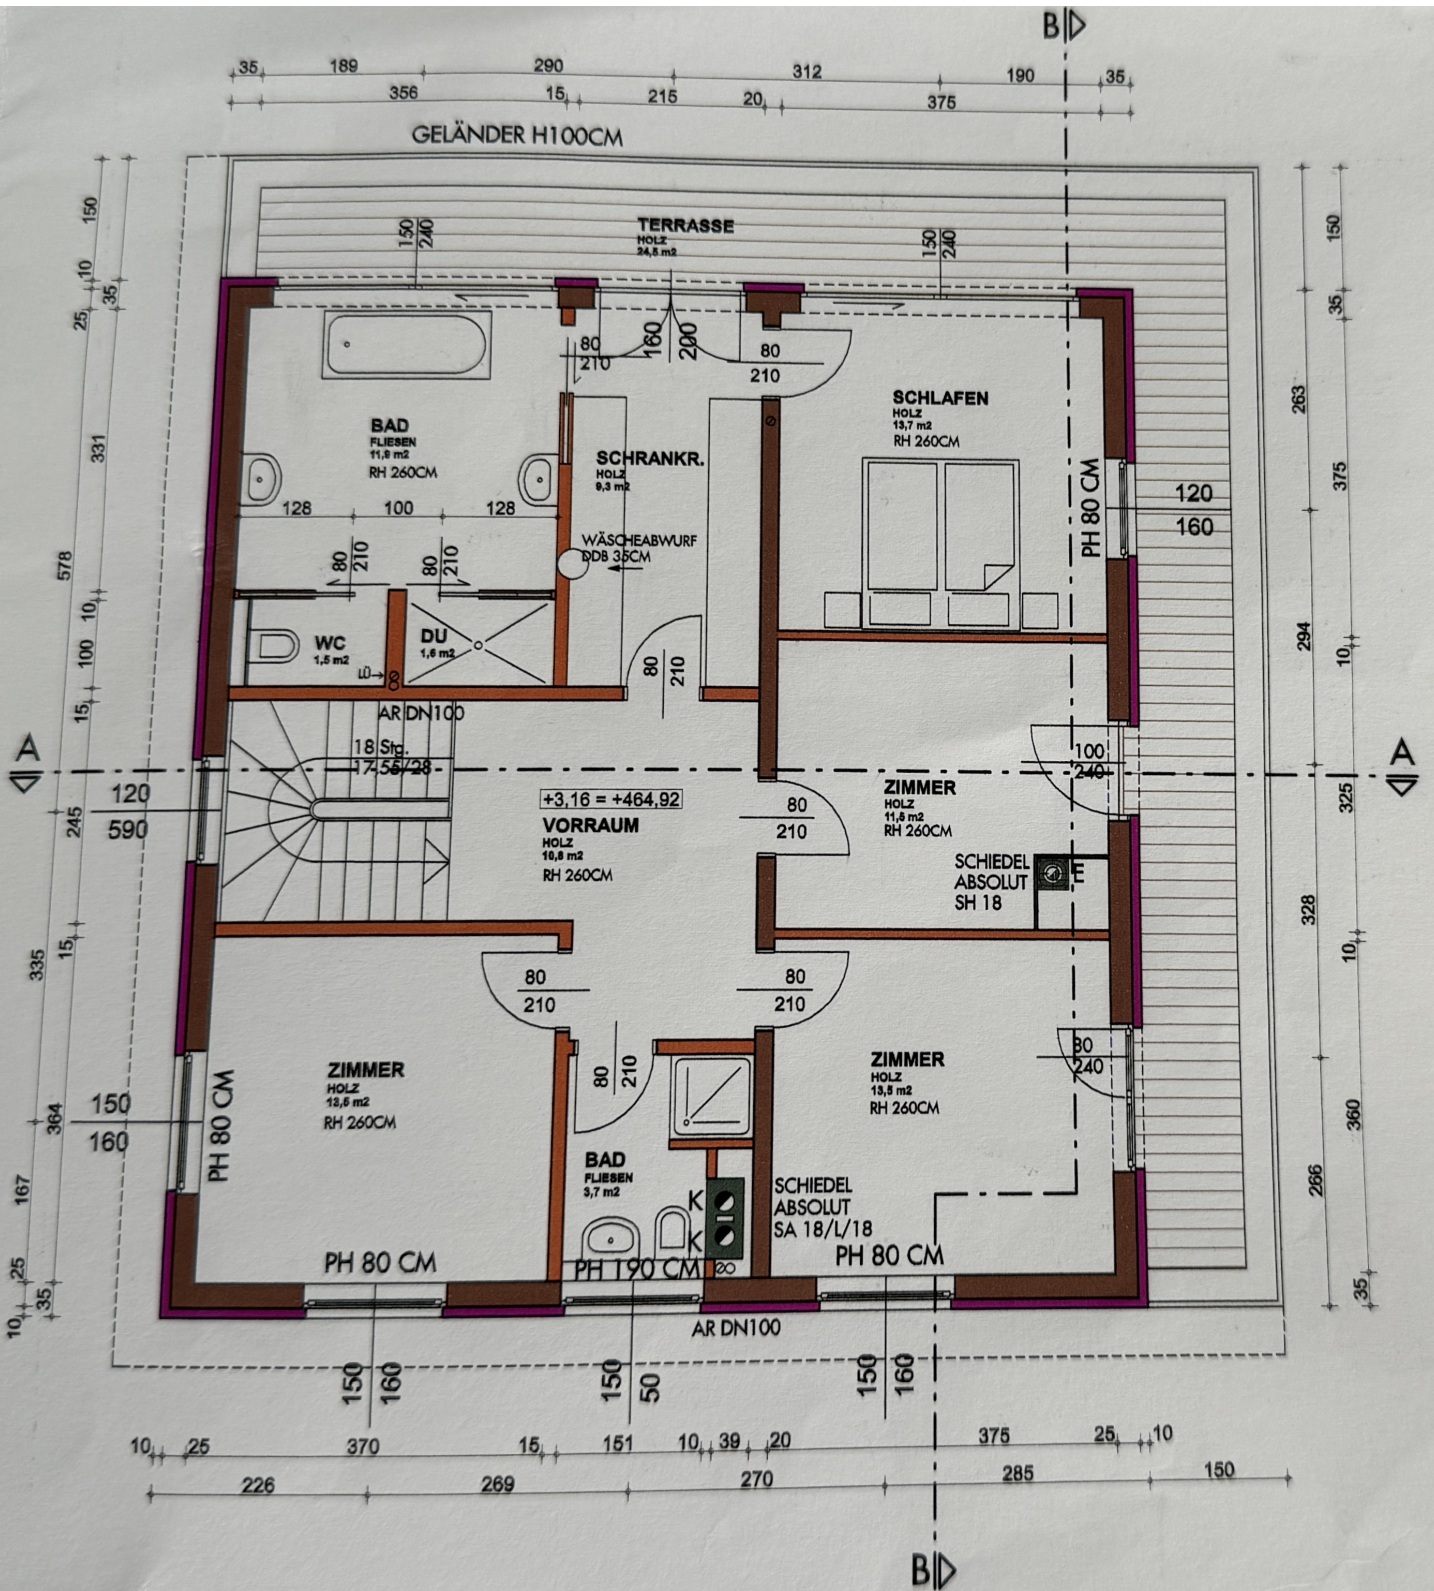 B
35 189 290 312 190 35
356 15 215 20 375
GELÄNDER H100CM
150
10
35
25
331
578
10
100
15
245
15
335
364
167
25
35
10
150
35
263
375
294
10
325
328
10
360
266
35
TERRASSE
HOLZ
24,5 m2
150
240
150
240
160
200
80
210
80
210
BAD
FLIESEN
11,9 m2
RH 260CM
SCHRANKR.
HOLZ
9,3 m2
SCHLAFEN
HOLZ
13,7 m2
RH 260CM
PH 80 CM
120
160
128 100 128
80
210
80
210
WÄSCHEABWURF
DDB 35CM
WC
1,5 m2
LÜ
DU
1,6 m2
80
210
AR DN100
18 Stg.
17.55/28
A
A
120
590
+3,16 = +464,92
VORRAUM
HOLZ
10,8 m2
RH 260CM
80
210
ZIMMER
HOLZ
11,5 m2
RH 260CM
100
240
SCHIEDEL
ABSOLUT
SH 18
E
80
210
80
210
ZIMMER
HOLZ
13,5 m2
RH 260CM
150
160
PH 80 CM
80
210
ZIMMER
HOLZ
13,5 m2
RH 260CM
80
240
BAD
FLIESEN
3,7 m2
K
K
SCHIEDEL
ABSOLUT
SA 18/L/18
PH 80 CM
PH 190 CM
PH 80 CM
AR DN100
150
160
150
50
150
160
10 25 370 15 151 10 39 20 375 25 10
226 269 270 285 150
B